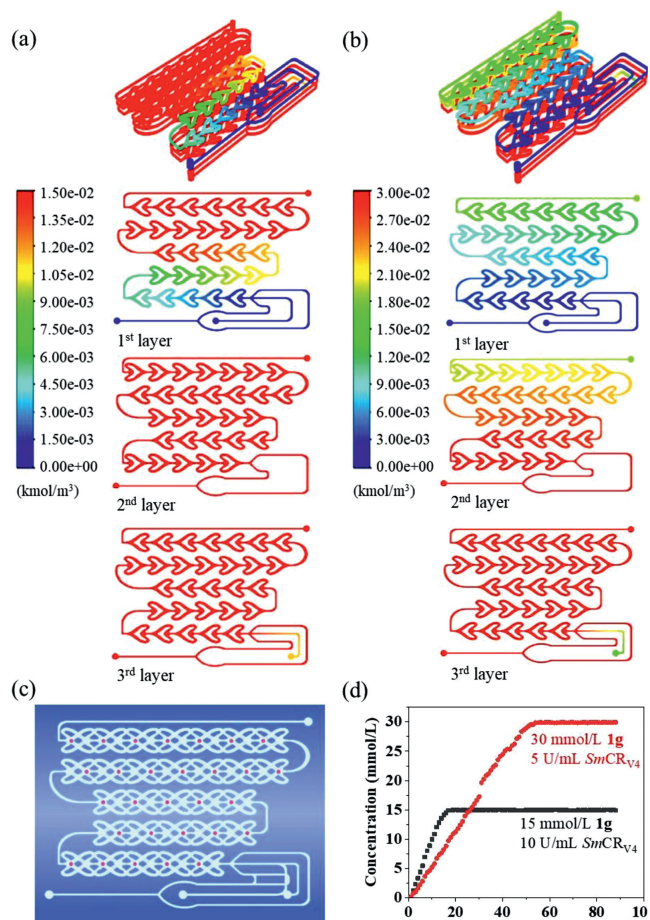 (a)
(b)
1.50e-02
1.35e-02
1.20e-02
1.05e-02
9.00e-03
7.50e-03
6.00e-03
4.50e-03
3.00e-03
1.50e-03
0.00e+00
(kmol/m³)
1st layer
2nd layer
3rd layer
3.00e-02
2.70e-02
2.40e-02
2.10e-02
1.80e-02
1.50e-02
1.20e-02
9.00e-03
6.00e-03
3.00e-03
0.00e+00
(kmol/m³)
1st layer
2nd layer
3rd layer
(c)
(d)
Concentration (mmol/L)
30
25
20
15
10
5
0
30 mmol/L 1g
5 U/mL SmCRV4
15 mmol/L 1g
10 U/mL SmCRV4
0 20 40 60 80 10